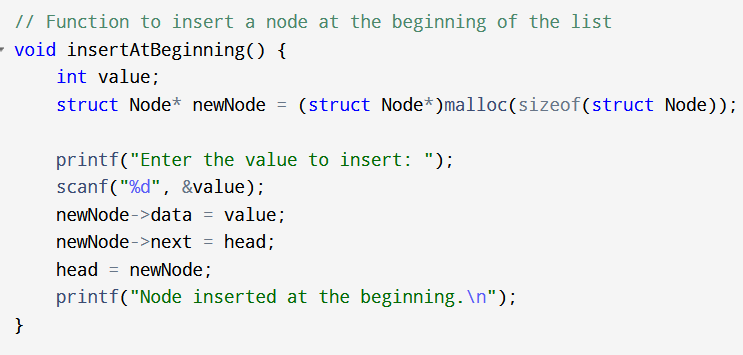 // Function to insert a node at the beginning of the list
void insertAtBeginning() {
    int value;
    struct Node* newNode = (struct Node*)malloc(sizeof(struct Node));

    printf("Enter the value to insert: ");
    scanf("%d", &value);
    newNode->data = value;
    newNode->next = head;
    head = newNode;
    printf("Node inserted at the beginning.\n");
}